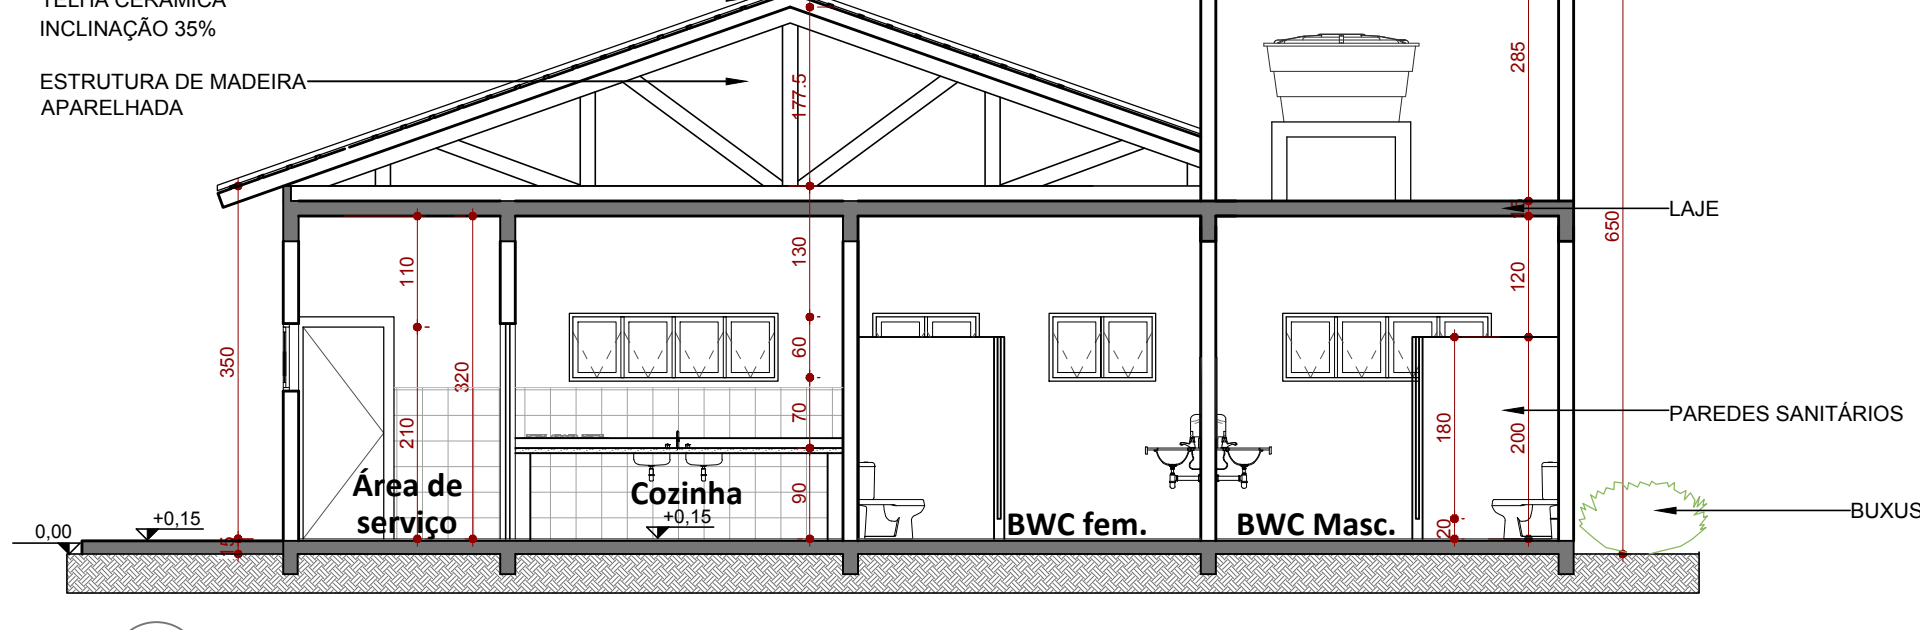 TELHA CERÂMICA
INCLINAÇÃO 35%
ESTRUTURA DE MADEIRA
APARELHADA
177.5
285
LAJE
15
650
110
130
120
350
320
60
210
70
180
200
PAREDES SANITÁRIOS
90
20
Área de
serviço
Cozinha
+0,15
BWC fem.
BWC Masc.
BUXUS
0,00
+0,15
15